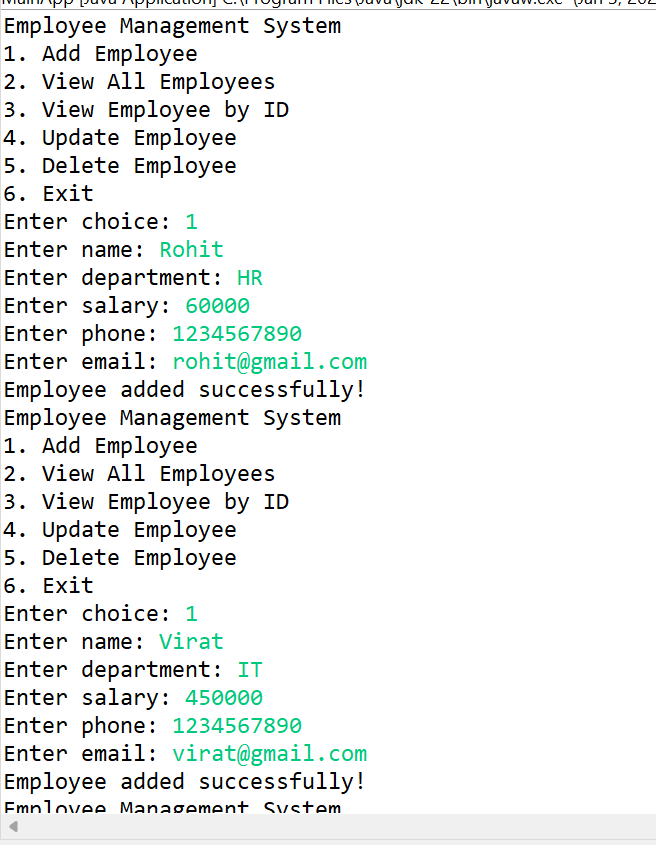 MainApp [Java Application] C:\Program Files\Java\jdk-22\bin\javaw.exe (Jan 3, 202
Employee Management System
1. Add Employee
2. View All Employees
3. View Employee by ID
4. Update Employee
5. Delete Employee
6. Exit
Enter choice: 1
Enter name: Rohit
Enter department: HR
Enter salary: 60000
Enter phone: 1234567890
Enter email: rohit@gmail.com
Employee added successfully!
Employee Management System
1. Add Employee
2. View All Employees
3. View Employee by ID
4. Update Employee
5. Delete Employee
6. Exit
Enter choice: 1
Enter name: Virat
Enter department: IT
Enter salary: 450000
Enter phone: 1234567890
Enter email: virat@gmail.com
Employee added successfully!
Employee Management System